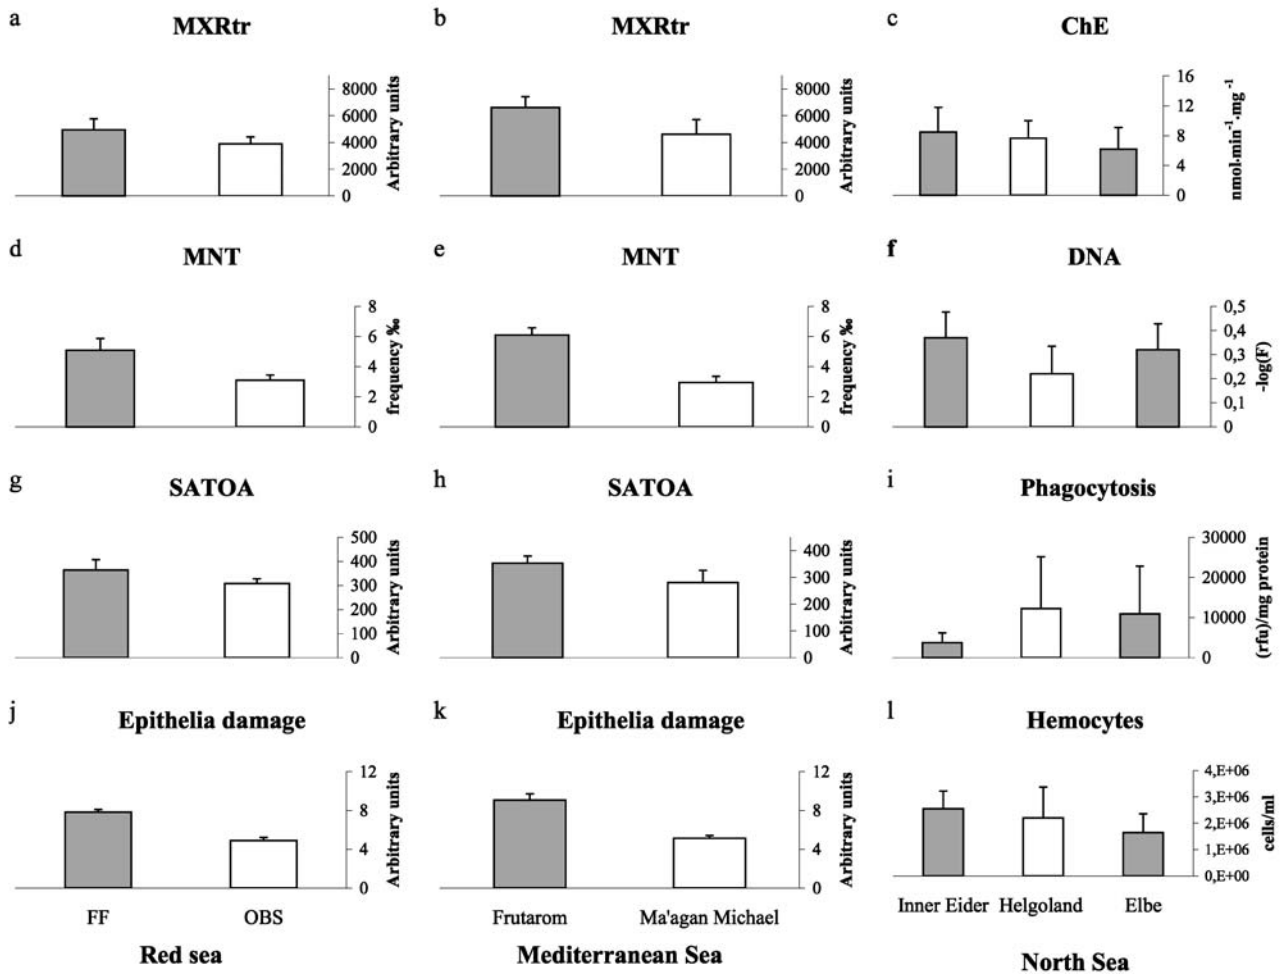 a
MXRtr
8000
6000
4000
2000
0
Arbitrary units
b
MXRtr
8000
6000
4000
2000
0
Arbitrary units
c
ChE
16
12
8
4
0
nmol·min⁻¹·mg ⁻¹
d
MNT
8
6
4
2
0
frequency ‰
e
MNT
8
6
4
2
0
frequency ‰
f
DNA
0,5
0,4
0,3
0,2
0,1
0
-log(F)
g
SATOA
500
400
300
200
100
0
Arbitrary units
h
SATOA
400
300
200
100
0
Arbitrary units
i
Phagocytosis
30000
20000
10000
0
(rfu)/mg protein
j
Epithelia damage
12
8
4
0
Arbitrary units
FF OBS
Red sea
k
Epithelia damage
12
8
4
0
Arbitrary units
Frutarom Ma'agan Michael
Mediterranean Sea
l
Hemocytes
4,E+06
3,E+06
2,E+06
1,E+06
0,E+00
cells/ml
Inner Eider Helgoland Elbe
North Sea